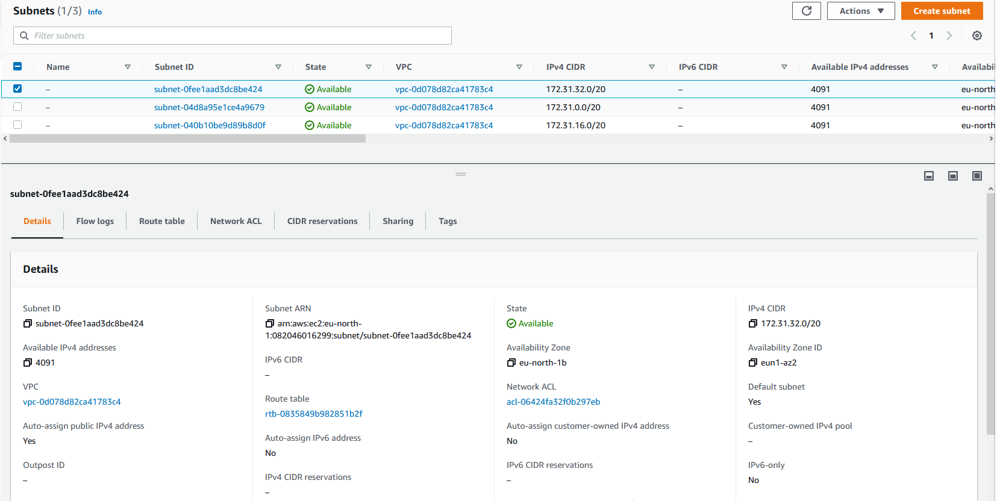 Subnets (1/3) Info
Actions
Create subnet
Filter subnets
1
Name Subnet ID State VPC IPv4 CIDR IPv6 CIDR Available IPv4 addresses Availabi
– subnet-0fee1aad3dc8be424 Available vpc-0d078d82ca41783c4 172.31.32.0/20 – 4091 eu-north
– subnet-04d8a95e1ce4a9679 Available vpc-0d078d82ca41783c4 172.31.0.0/20 – 4091 eu-north
– subnet-040b10be9d89b8d0f Available vpc-0d078d82ca41783c4 172.31.16.0/20 – 4091 eu-north
subnet-0fee1aad3dc8be424
Details Flow logs Route table Network ACL CIDR reservations Sharing Tags
Details
Subnet ID
subnet-0fee1aad3dc8be424
Available IPv4 addresses
4091
VPC
vpc-0d078d82ca41783c4
Auto-assign public IPv4 address
Yes
Outpost ID
–
Subnet ARN
arn:aws:ec2:eu-north-
1:082046016299:subnet/subnet-0fee1aad3dc8be424
IPv6 CIDR
–
Route table
rtb-0835849b982851b2f
Auto-assign IPv6 address
No
IPv4 CIDR reservations
–
State
Available
Availability Zone
eu-north-1b
Network ACL
acl-06424fa32f0b297eb
Auto-assign customer-owned IPv4 address
No
IPv6 CIDR reservations
–
IPv4 CIDR
172.31.32.0/20
Availability Zone ID
eun1-az2
Default subnet
Yes
Customer-owned IPv4 pool
–
IPv6-only
No